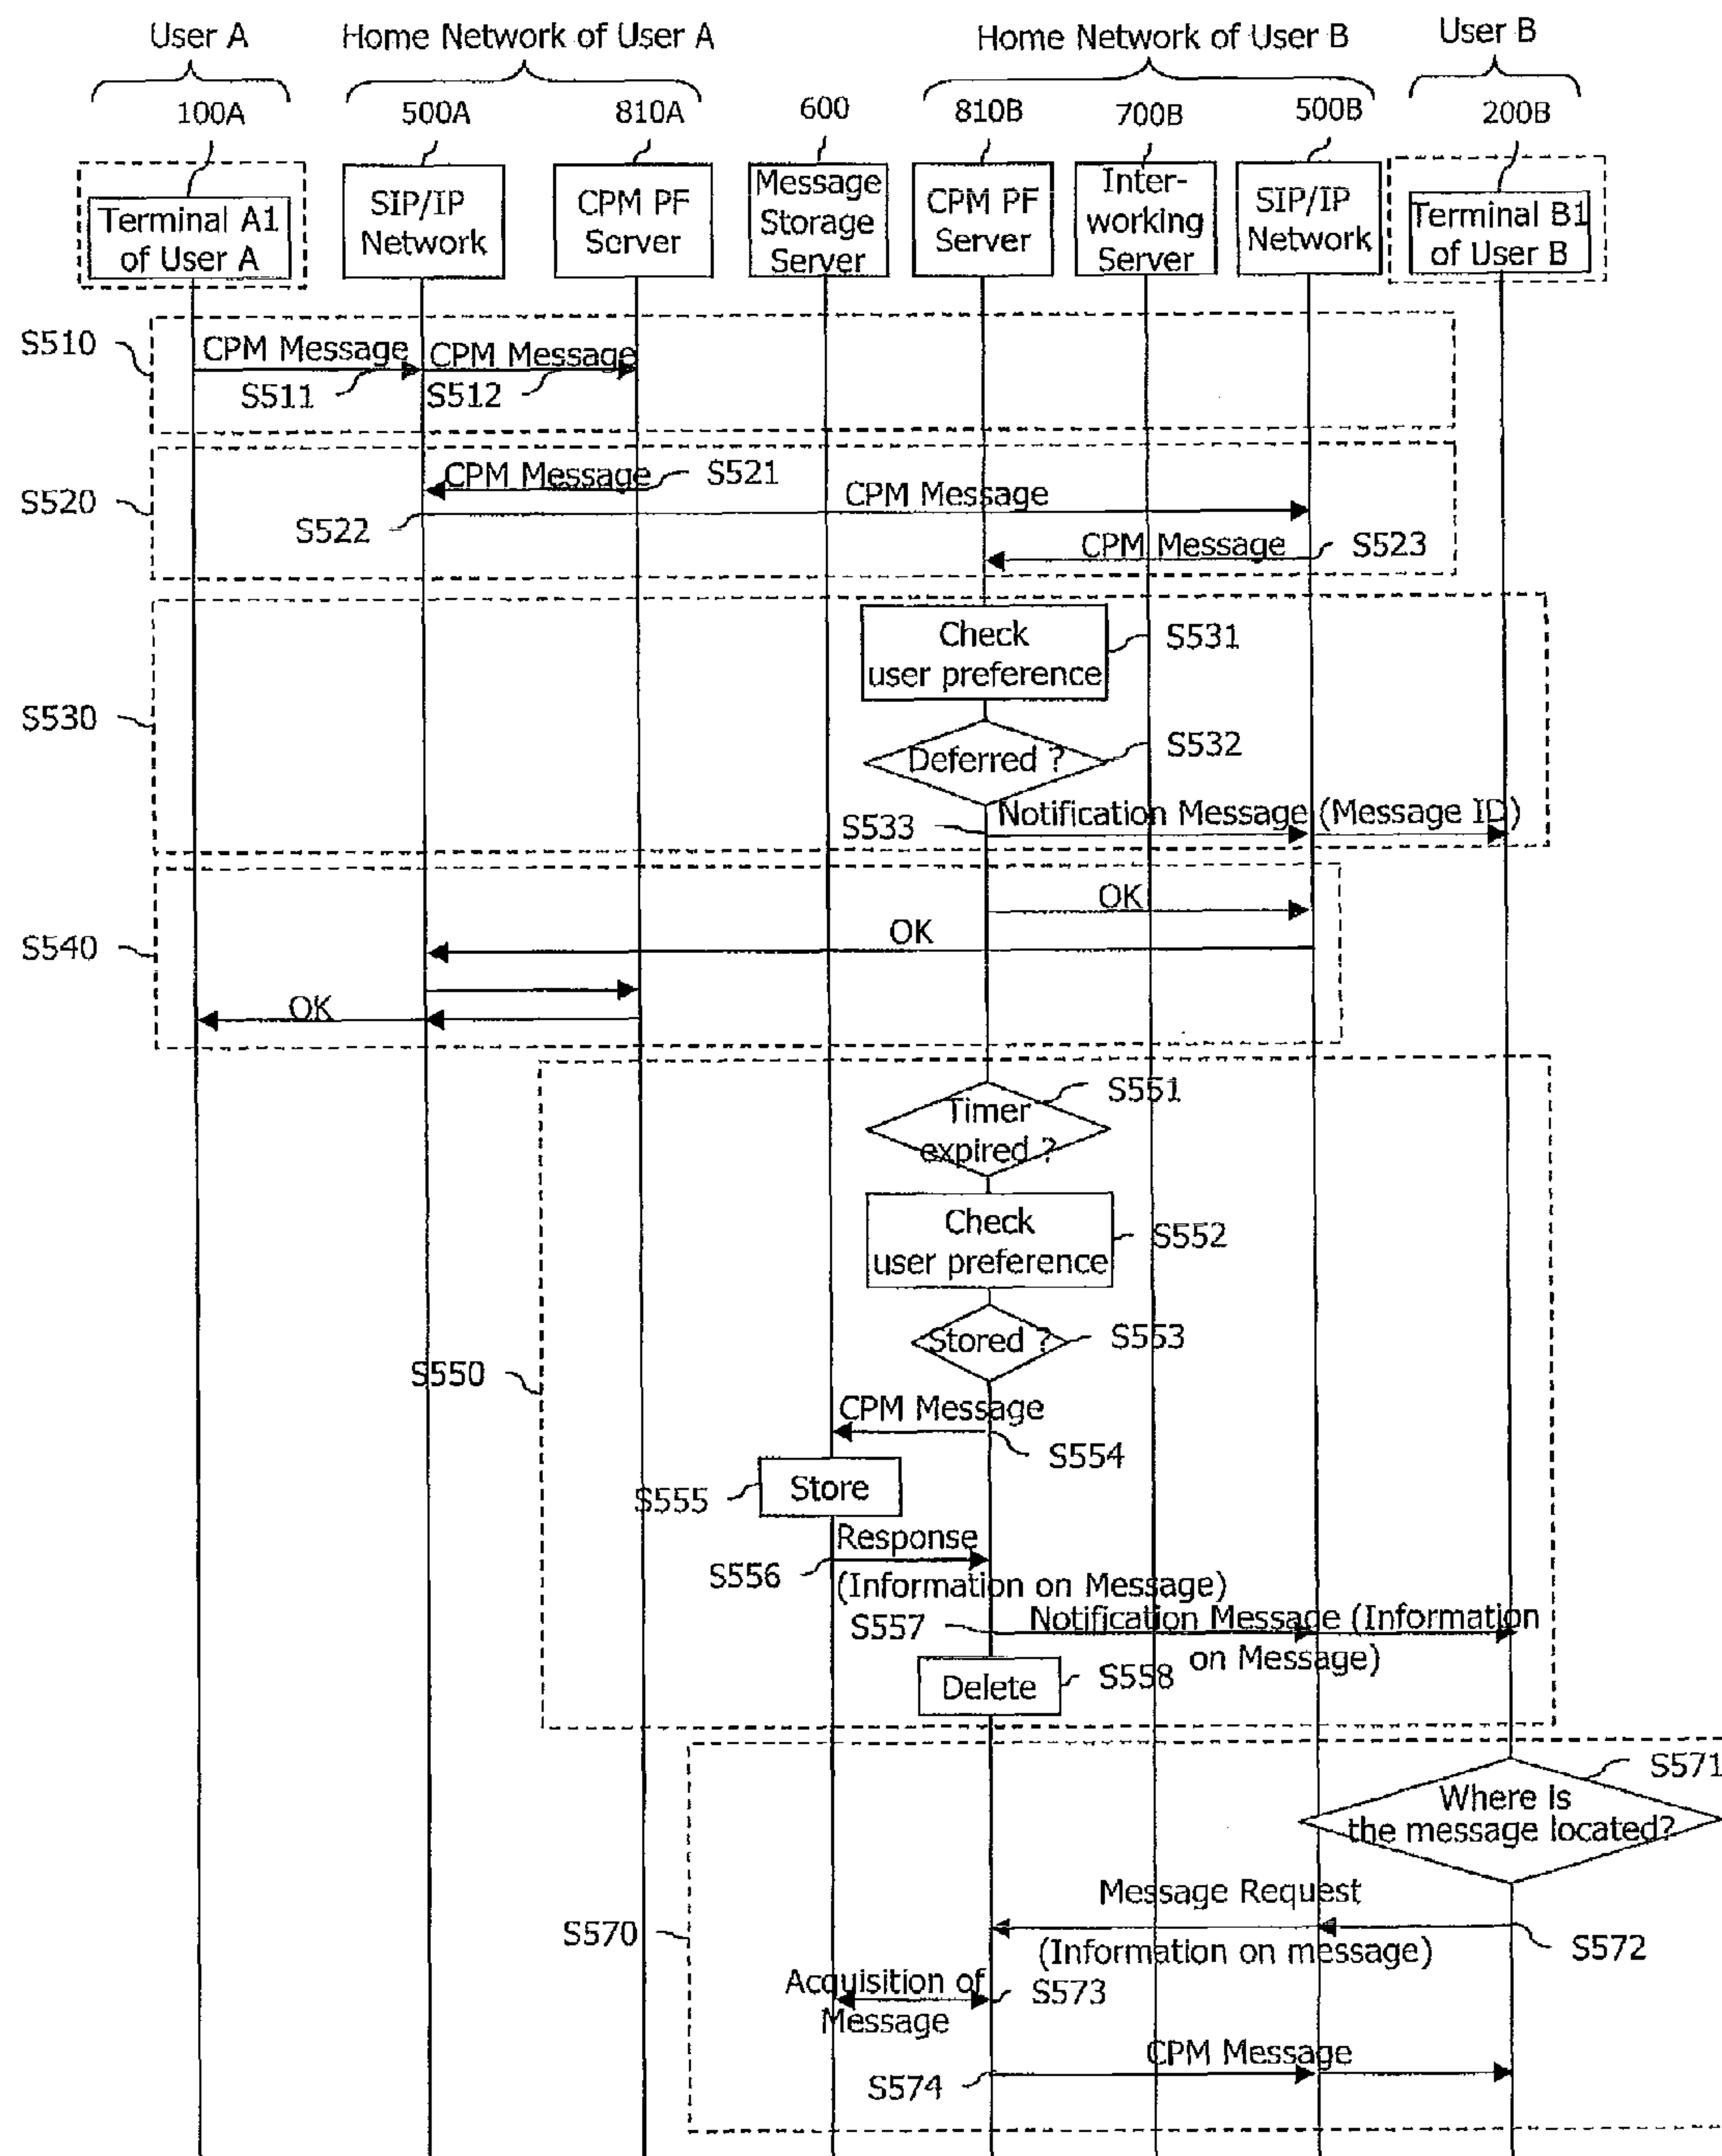 User A
Home Network of User A
Home Network of User B
User B
100A
500A
810A
600
810B
700B
500B
200B
Terminal A1
of User A
SIP/IP
Network
CPM PF
Server
Message
Storage
Server
CPM PF
Server
Inter-
working
Server
SIP/IP
Network
Terminal B1
of User B
S510
CPM Message
CPM Message
S511
S512
S520
CPM Message
S521
CPM Message
S522
CPM Message
S523
S530
Check
user preference
S531
Deferred ?
S532
Notification Message (Message ID)
S533
S540
OK
OK
OK
S550
Timer
expired ?
S551
Check
user preference
S552
Stored ?
S553
CPM Message
S554
S555
Store
Response
S556
(Information on Message)
S557
Notification Message (Information
on Message)
Delete
S558
S570
S571
Where is
the message located?
Message Request
(Information on message)
S572
Acquisition of
Message
S573
CPM Message
S574